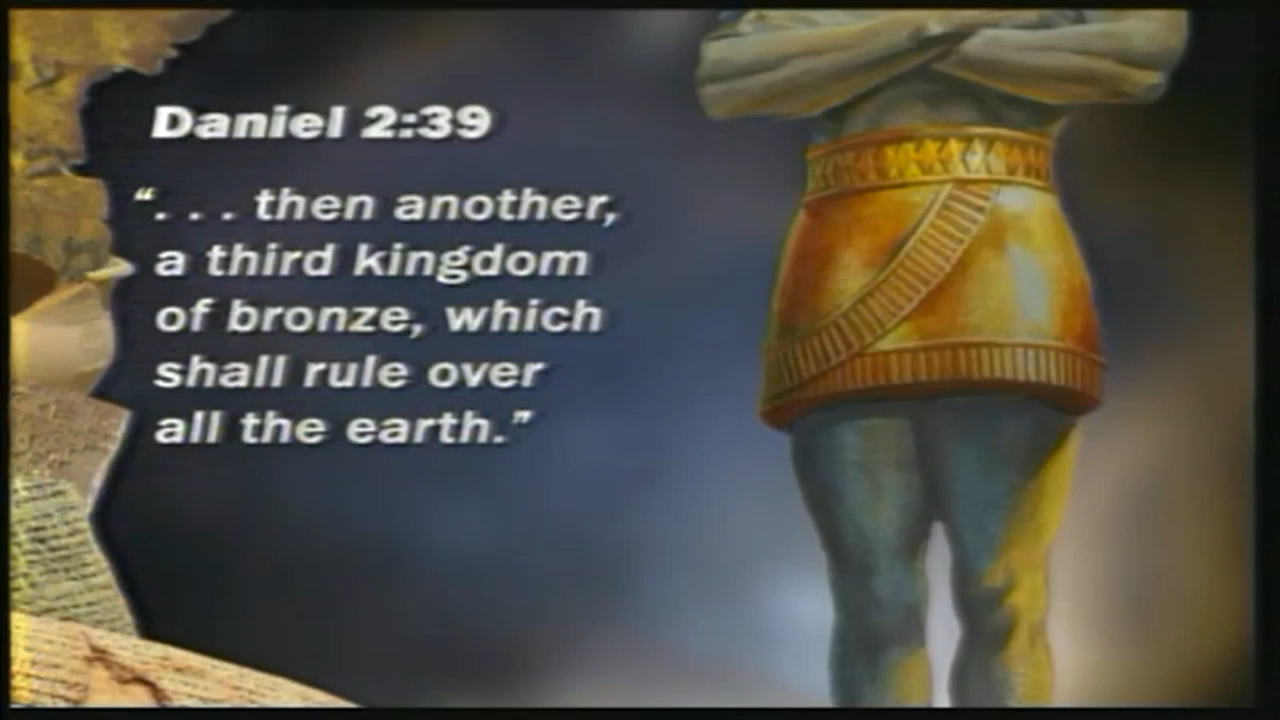 Daniel 2:39
“. . . then another,
a third kingdom
of bronze, which
shall rule over
all the earth.”